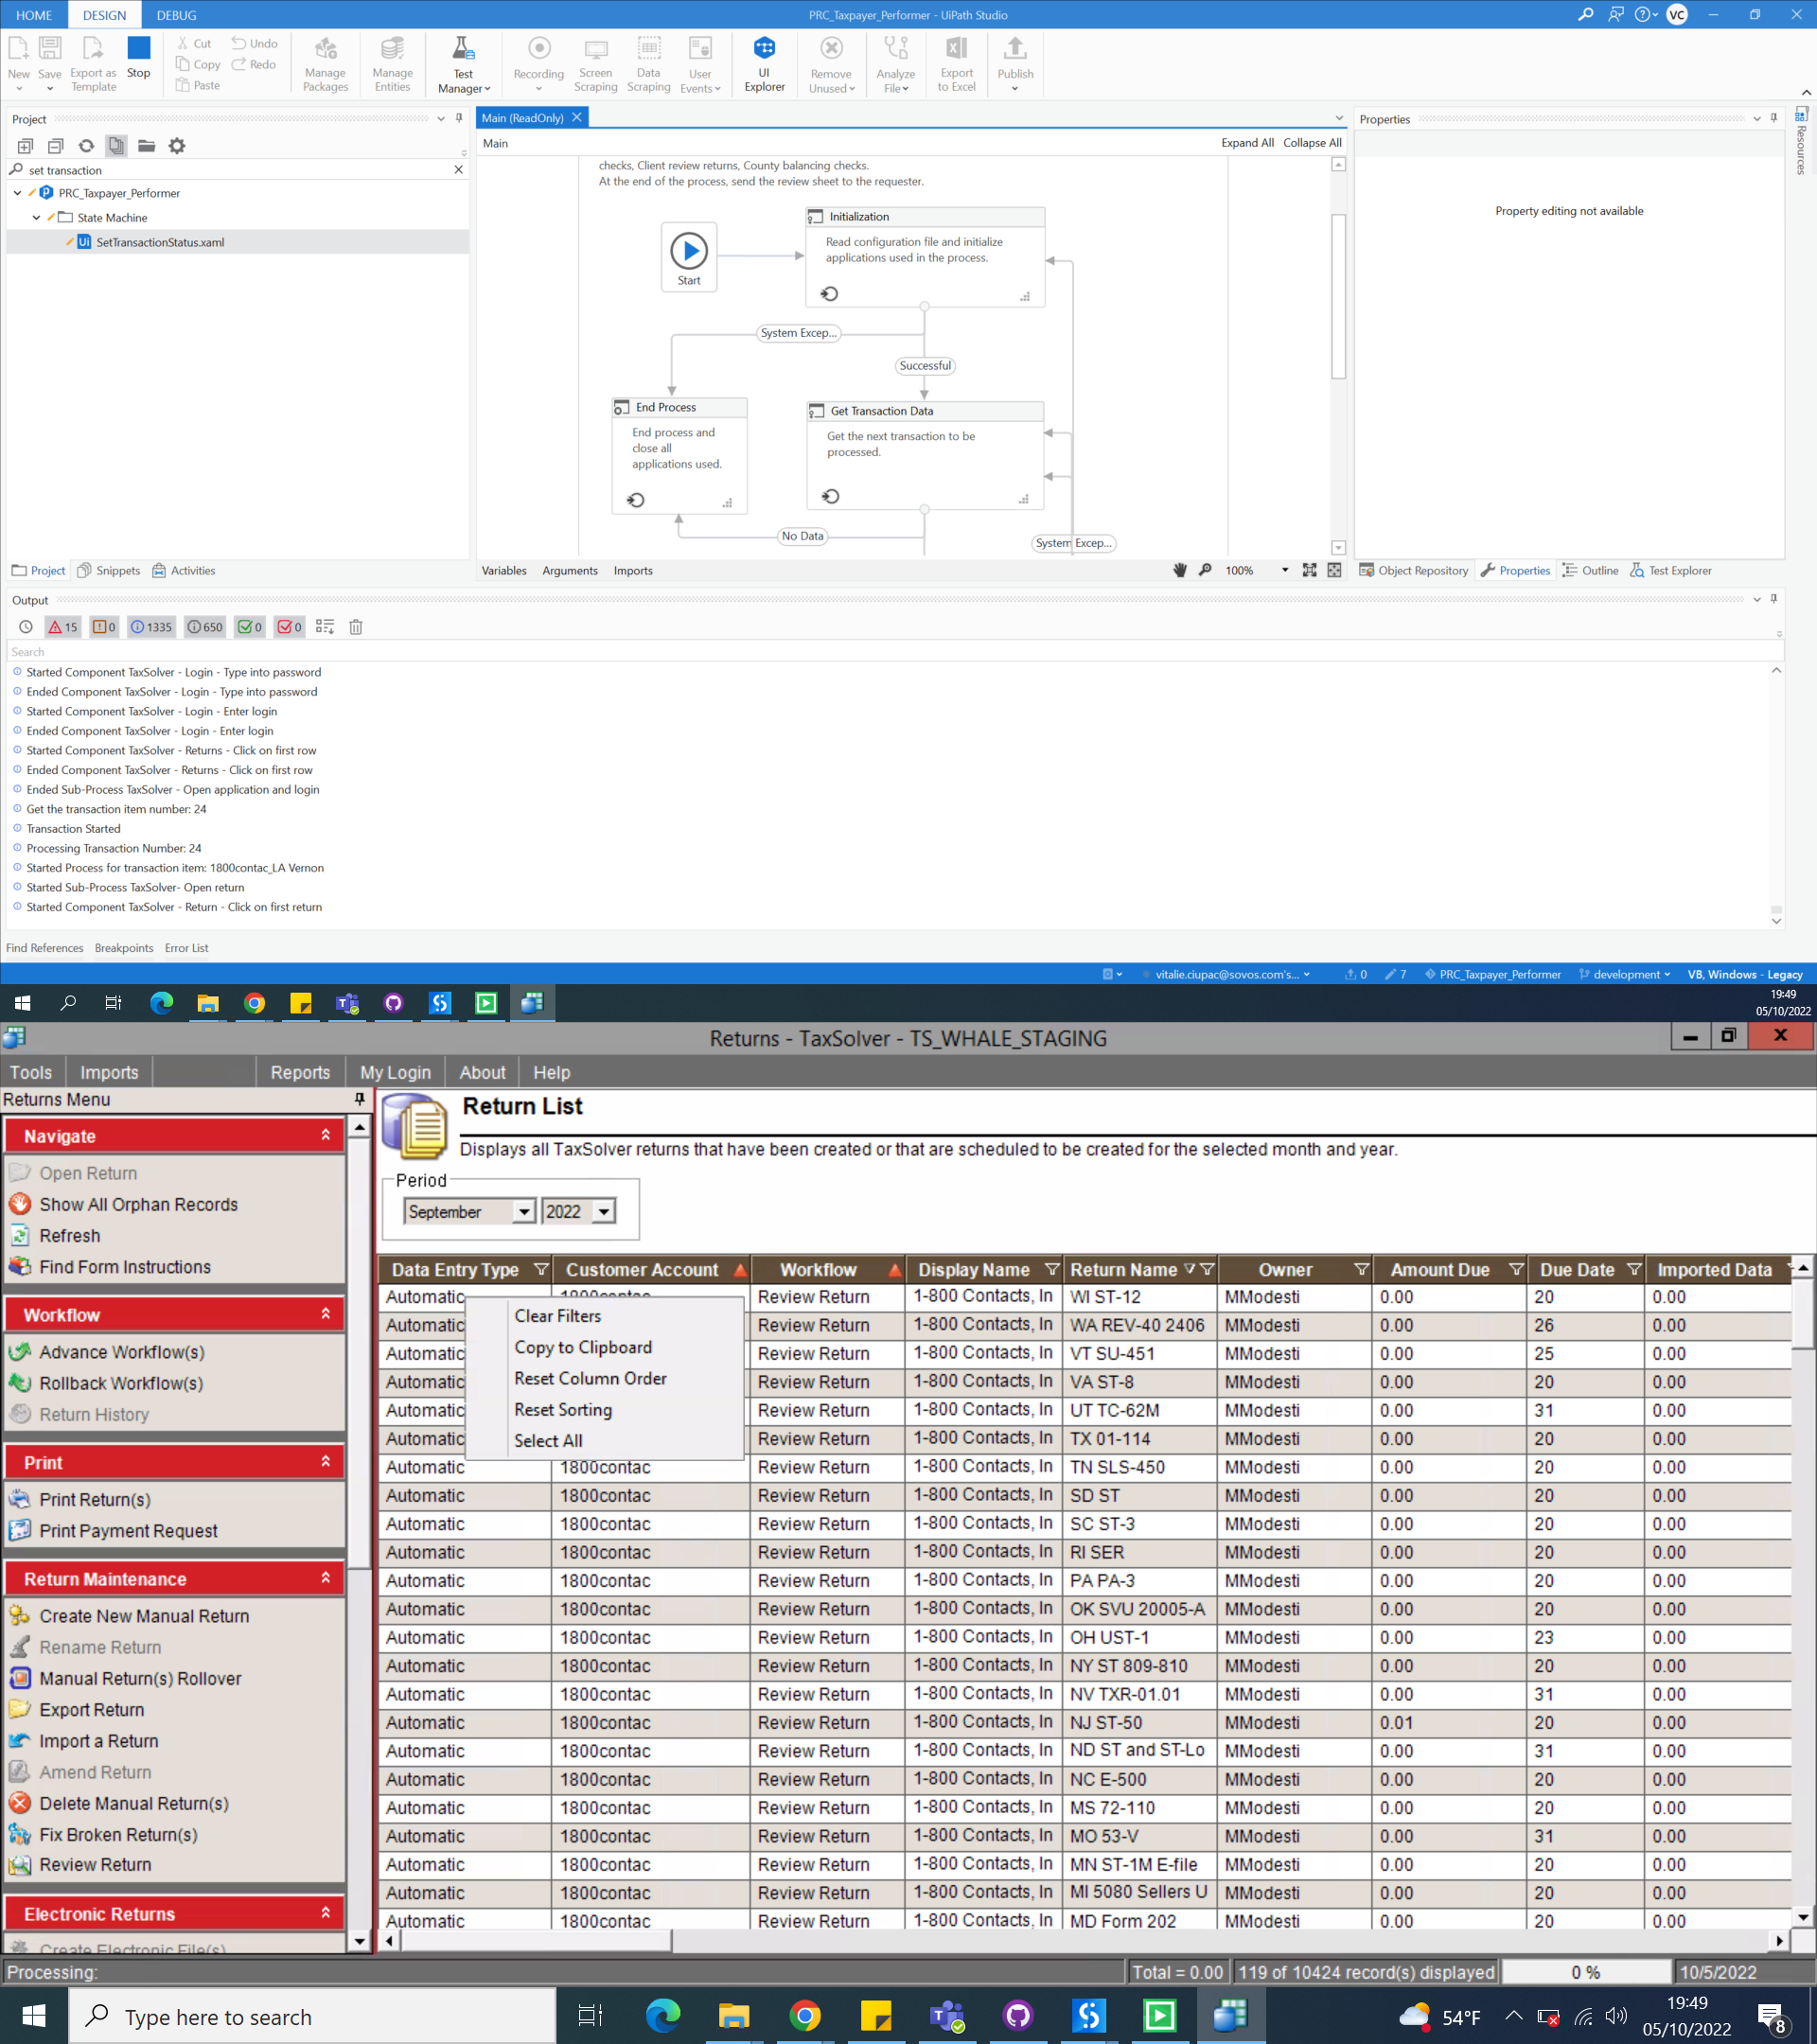 HOME DESIGN DEBUG PRC_Taxpayer_Performer - UiPath Studio VC
New Save Export as Template Stop Cut Copy Paste Undo Redo Manage Packages Manage Entities Test Manager Recording Screen Scraping Data Scraping User Events UI Explorer Remove Unused Analyze File Export to Excel Publish
Project
set transaction
PRC_Taxpayer_Performer
State Machine
SetTransactionStatus.xaml
Project Snippets Activities
Main (ReadOnly)
Main Expand All Collapse All
checks, Client review returns, County balancing checks.
At the end of the process, send the review sheet to the requester.
Start
Initialization
Read configuration file and initialize
applications used in the process.
System Excep...
Successful
End Process
End process and
close all
applications used.
Get Transaction Data
Get the next transaction to be
processed.
No Data
System Excep...
Variables Arguments Imports 100%
Properties
Property editing not available
Resources
Object Repository Properties Outline Test Explorer
Output
15 0 1335 650 0 0
Search
Started Component TaxSolver - Login - Type into password
Ended Component TaxSolver - Login - Type into password
Started Component TaxSolver - Login - Enter login
Ended Component TaxSolver - Login - Enter login
Started Component TaxSolver - Returns - Click on first row
Ended Component TaxSolver - Returns - Click on first row
Ended Sub-Process TaxSolver - Open application and login
Get the transaction item number: 24
Transaction Started
Processing Transaction Number: 24
Started Process for transaction item: 1800contac_LA Vernon
Started Sub-Process TaxSolver- Open return
Started Component TaxSolver - Return - Click on first return
Find References Breakpoints Error List
vitalie.ciupac@sovos.com's... 0 7 PRC_Taxpayer_Performer development VB, Windows - Legacy
19:49
05/10/2022
Returns - TaxSolver - TS_WHALE_STAGING
Tools Imports Reports My Login About Help
Returns Menu
Navigate
Open Return
Show All Orphan Records
Refresh
Find Form Instructions
Workflow
Advance Workflow(s)
Rollback Workflow(s)
Return History
Print
Print Return(s)
Print Payment Request
Return Maintenance
Create New Manual Return
Rename Return
Manual Return(s) Rollover
Export Return
Import a Return
Amend Return
Delete Manual Return(s)
Fix Broken Return(s)
Review Return
Electronic Returns
Create Electronic File(s)
Return List
Displays all TaxSolver returns that have been created or that are scheduled to be created for the selected month and year.
Period
September 2022
Data Entry Type Customer Account Workflow Display Name Return Name Owner Amount Due Due Date Imported Data
Automatic 1800contac Review Return 1-800 Contacts, In WI ST-12 MModesti 0.00 20 0.00
Automatic Review Return 1-800 Contacts, In WA REV-40 2406 MModesti 0.00 26 0.00
Automatic Review Return 1-800 Contacts, In VT SU-451 MModesti 0.00 25 0.00
Automatic Review Return 1-800 Contacts, In VA ST-8 MModesti 0.00 20 0.00
Automatic Review Return 1-800 Contacts, In UT TC-62M MModesti 0.00 31 0.00
Automatic Review Return 1-800 Contacts, In TX 01-114 MModesti 0.00 20 0.00
Clear Filters
Copy to Clipboard
Reset Column Order
Reset Sorting
Select All
Automatic 1800contac Review Return 1-800 Contacts, In TN SLS-450 MModesti 0.00 20 0.00
Automatic 1800contac Review Return 1-800 Contacts, In SD ST MModesti 0.00 20 0.00
Automatic 1800contac Review Return 1-800 Contacts, In SC ST-3 MModesti 0.00 20 0.00
Automatic 1800contac Review Return 1-800 Contacts, In RI SER MModesti 0.00 20 0.00
Automatic 1800contac Review Return 1-800 Contacts, In PA PA-3 MModesti 0.00 20 0.00
Automatic 1800contac Review Return 1-800 Contacts, In OK SVU 20005-A MModesti 0.00 20 0.00
Automatic 1800contac Review Return 1-800 Contacts, In OH UST-1 MModesti 0.00 23 0.00
Automatic 1800contac Review Return 1-800 Contacts, In NY ST 809-810 MModesti 0.00 20 0.00
Automatic 1800contac Review Return 1-800 Contacts, In NV TXR-01.01 MModesti 0.00 31 0.00
Automatic 1800contac Review Return 1-800 Contacts, In NJ ST-50 MModesti 0.01 20 0.00
Automatic 1800contac Review Return 1-800 Contacts, In ND ST and ST-Lo MModesti 0.00 31 0.00
Automatic 1800contac Review Return 1-800 Contacts, In NC E-500 MModesti 0.00 20 0.00
Automatic 1800contac Review Return 1-800 Contacts, In MS 72-110 MModesti 0.00 20 0.00
Automatic 1800contac Review Return 1-800 Contacts, In MO 53-V MModesti 0.00 31 0.00
Automatic 1800contac Review Return 1-800 Contacts, In MN ST-1M E-file MModesti 0.00 20 0.00
Automatic 1800contac Review Return 1-800 Contacts, In MI 5080 Sellers U MModesti 0.00 20 0.00
Automatic 1800contac Review Return 1-800 Contacts, In MD Form 202 MModesti 0.00 20 0.00
Processing: Total = 0.00 119 of 10424 record(s) displayed 0 % 10/5/2022
Type here to search 54°F 19:49
05/10/2022 8